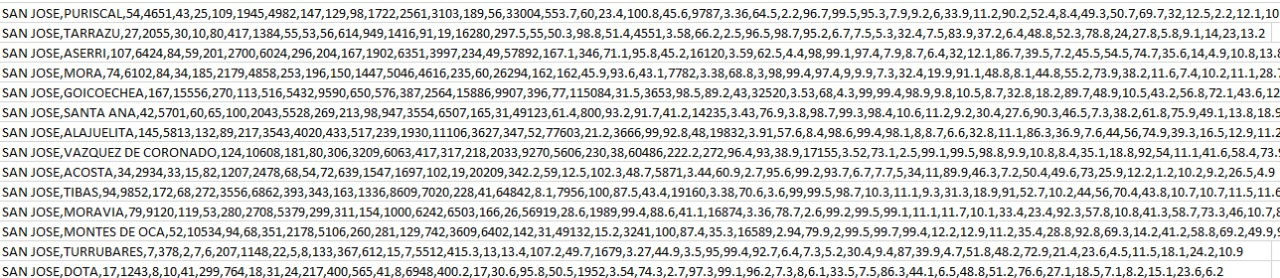 SAN JOSE,PURISCAL,54,4651,43,25,109,1945,4982,147,129,98,1722,2561,3103,189,56,33004,553.7,60,23.4,100.8,45.6,9787,3.36,64.5,2.2,96.7,99.5,95.3,7.9,9.2,6,33.9,11.2,90.2,52.4,8.4,49.3,50.7,69.7,32,12.5,2.2,12.1,10
SAN JOSE,TARRAZU,27,2055,30,10,80,417,1384,55,53,56,614,949,1416,91,19,16280,297.5,55,50.3,98.8,51.4,4551,3.58,66.2,2.5,96.5,98.7,95.2,6.7,7.5,5.3,32.4,7.5,83.9,37.2,6.4,48.8,52.3,78.8,24,27.8,5.8,9.1,14,23,13.2
SAN JOSE,ASERRI,107,6424,84,59,201,2700,6024,296,204,167,1902,6351,3997,234,49,57892,167.1,346,71.1,95.8,45.2,16120,3.59,62.5,4.4,98,99.1,97.4,7.9,8.7,6.4,32,12.1,86.7,39.5,7.2,45.5,54.5,74.7,35.6,14,4.9,10.8,13.
SAN JOSE,MORA,74,6102,84,34,185,2179,4858,253,196,150,1447,5046,4616,235,60,26294,162,162,45.9,93.6,43.1,7782,3.38,68.8,3,98,99.4,97.4,9,9.9,7.3,32.4,19.9,91.1,48.8,8.1,44.8,55.2,73.9,38.2,11.6,7.4,10.2,11.1,28.
SAN JOSE,GOICOECHEA,167,15556,270,113,516,5432,9590,650,576,387,2564,15886,9907,396,77,115084,31.5,3653,98.5,89.2,43,32520,3.53,68,4.3,99,99.4,98.9,9.8,10.5,8.7,32.8,18.2,89.7,48.9,10.5,43.2,56.8,72.1,43.6,12
SAN JOSE,SANTA ANA,42,5701,60,65,100,2043,5528,269,213,98,947,3554,6507,165,31,49123,61.4,800,93.2,91.7,41.2,14235,3.43,76.9,3.8,98.7,99.3,98.4,10.6,11.2,9.2,30.4,27.6,90.3,46.5,7.3,38.2,61.8,75.9,49.1,13.8,18.
SAN JOSE,ALAJUELITA,145,5813,132,89,217,3543,4020,433,517,239,1930,11106,3627,347,52,77603,21.2,3666,99,92.8,48,19832,3.91,57.6,8.4,98.6,99.4,98.1,8,8.7,6.6,32.8,11.1,86.3,36.9,7.6,44,56,74.9,39.3,16.5,12.9,11.
SAN JOSE,VAZQUEZ DE CORONADO,124,10608,181,80,306,3209,6063,417,317,218,2033,9270,5606,230,38,60486,222.2,272,96.4,93,38.9,17155,3.52,73.1,2.5,99.1,99.5,98.8,9.9,10.8,8.4,35.1,18.8,92,54,11.1,41.6,58.4,73.
SAN JOSE,ACOSTA,34,2934,33,15,82,1207,2478,68,54,72,639,1547,1697,102,19,20209,342.2,59,12.5,102.3,48.7,5871,3.44,60.9,2.7,95.6,99.2,93.7,6.7,7.7,5,34,11,89.9,46.3,7.2,50.4,49.6,73,25.9,12.2,1.2,10.2,9.2,26.5,4.9
SAN JOSE,TIBAS,94,9852,172,68,272,3556,6862,393,343,163,1336,8609,7020,228,41,64842,8.1,7956,100,87.5,43.4,19160,3.38,70.6,3.6,99,99.5,98.7,10.3,11.1,9.3,31.3,18.9,91,52.7,10.2,44,56,70.4,43.8,10.7,10.7,11.5,11.
SAN JOSE,MORAVIA,79,9120,119,53,280,2708,5379,299,311,154,1000,6242,6503,166,26,56919,28.6,1989,99.4,88.6,41.1,16874,3.36,78.7,2.6,99.2,99.5,99.1,11.1,11.7,10.1,33.4,23.4,92.3,57.8,10.8,41.3,58.7,73.3,46,10.7,
SAN JOSE,MONTES DE OCA,52,10534,94,68,351,2178,5106,260,281,129,742,3609,6402,142,31,49132,15.2,3241,100,87.4,35.3,16589,2.94,79.9,2,99.5,99.7,99.4,12.2,12.9,11.2,35.4,28.8,92.8,69.3,14.2,41.2,58.8,69.2,49.9,
SAN JOSE,TURRUBARES,7,378,2,7,6,207,1148,22,5,8,133,367,612,15,7,5512,415.3,13,13.4,107.2,49.7,1679,3.27,44.9,3.5,95,99.4,92.7,6.4,7.3,5.2,30.4,9.4,87,39.9,4.7,51.8,48.2,72.9,21.4,23.6,4.5,11.5,18.1,24.2,10.9
SAN JOSE,DOTA,17,1243,8,10,41,299,764,18,31,24,217,400,565,41,8,6948,400.2,17,30.6,95.8,50.5,1952,3.54,74.3,2.7,97.3,99.1,96.2,7.3,8,6.1,33.5,7.5,86.3,44.1,6.5,48.8,51.2,76.6,27.1,18.5,7.1,8.2,15.1,23.6,6.2